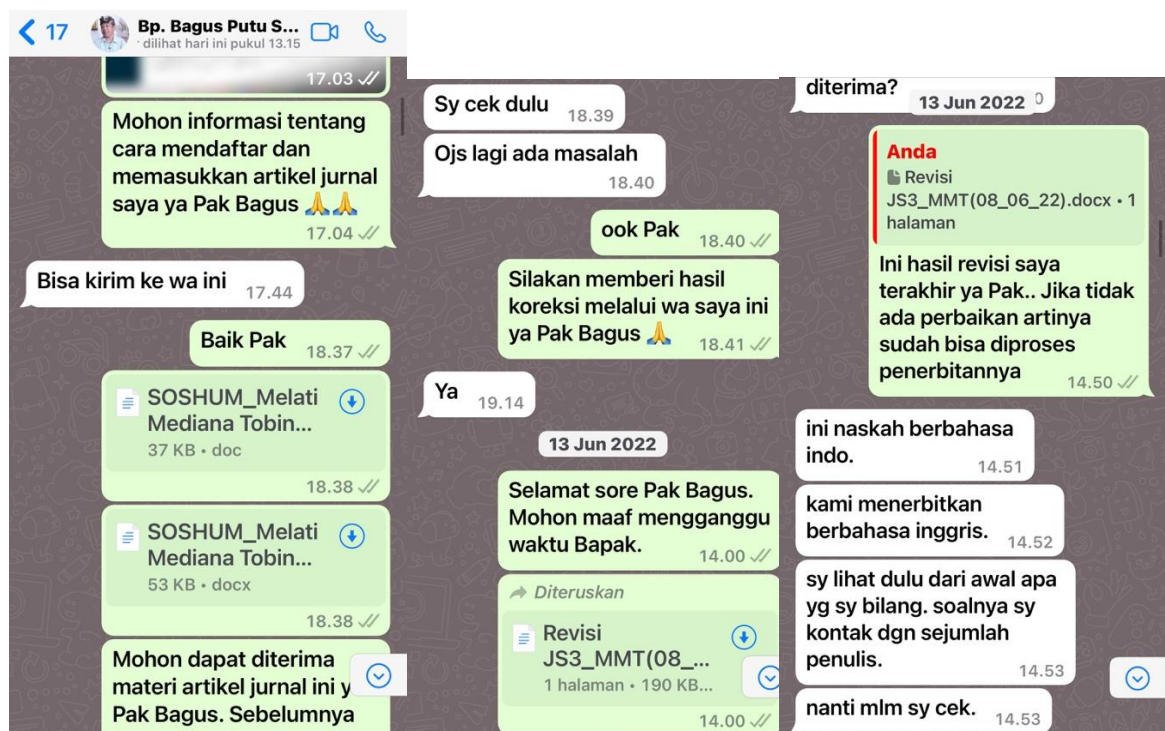 17
Bp. Bagus Putu S...
dilihat hari ini pukul 13.15
17.03
Mohon informasi tentang
cara mendaftar dan
memasukkan artikel jurnal
saya ya Pak Bagus 🙏🙏
17.04
Bisa kirim ke wa ini
17.44
Baik Pak
18.37
SOSHUM_Melati
Mediana Tobin...
37 KB • doc
18.38
SOSHUM_Melati
Mediana Tobin...
53 KB • docx
18.38
Mohon dapat diterima
materi artikel jurnal ini y
Pak Bagus. Sebelumnya
Sy cek dulu
18.39
Ojs lagi ada masalah
18.40
ook Pak
18.40
Silakan memberi hasil
koreksi melalui wa saya ini
ya Pak Bagus 🙏
18.41
Ya
19.14
13 Jun 2022
Selamat sore Pak Bagus.
Mohon maaf mengganggu
waktu Bapak.
14.00
Diteruskan
Revisi
JS3_MMT(08_...
1 halaman • 190 KB...
14.00
diterima?
13 Jun 2022
Anda
Revisi
JS3_MMT(08_06_22).docx • 1
halaman
Ini hasil revisi saya
terakhir ya Pak.. Jika tidak
ada perbaikan artinya
sudah bisa diproses
penerbitannya
14.50
ini naskah berbahasa
indo.
14.51
kami menerbitkan
berbahasa inggris.
14.52
sy lihat dulu dari awal apa
yg sy bilang. soalnya sy
kontak dgn sejumlah
penulis.
14.53
nanti mlm sy cek.
14.53